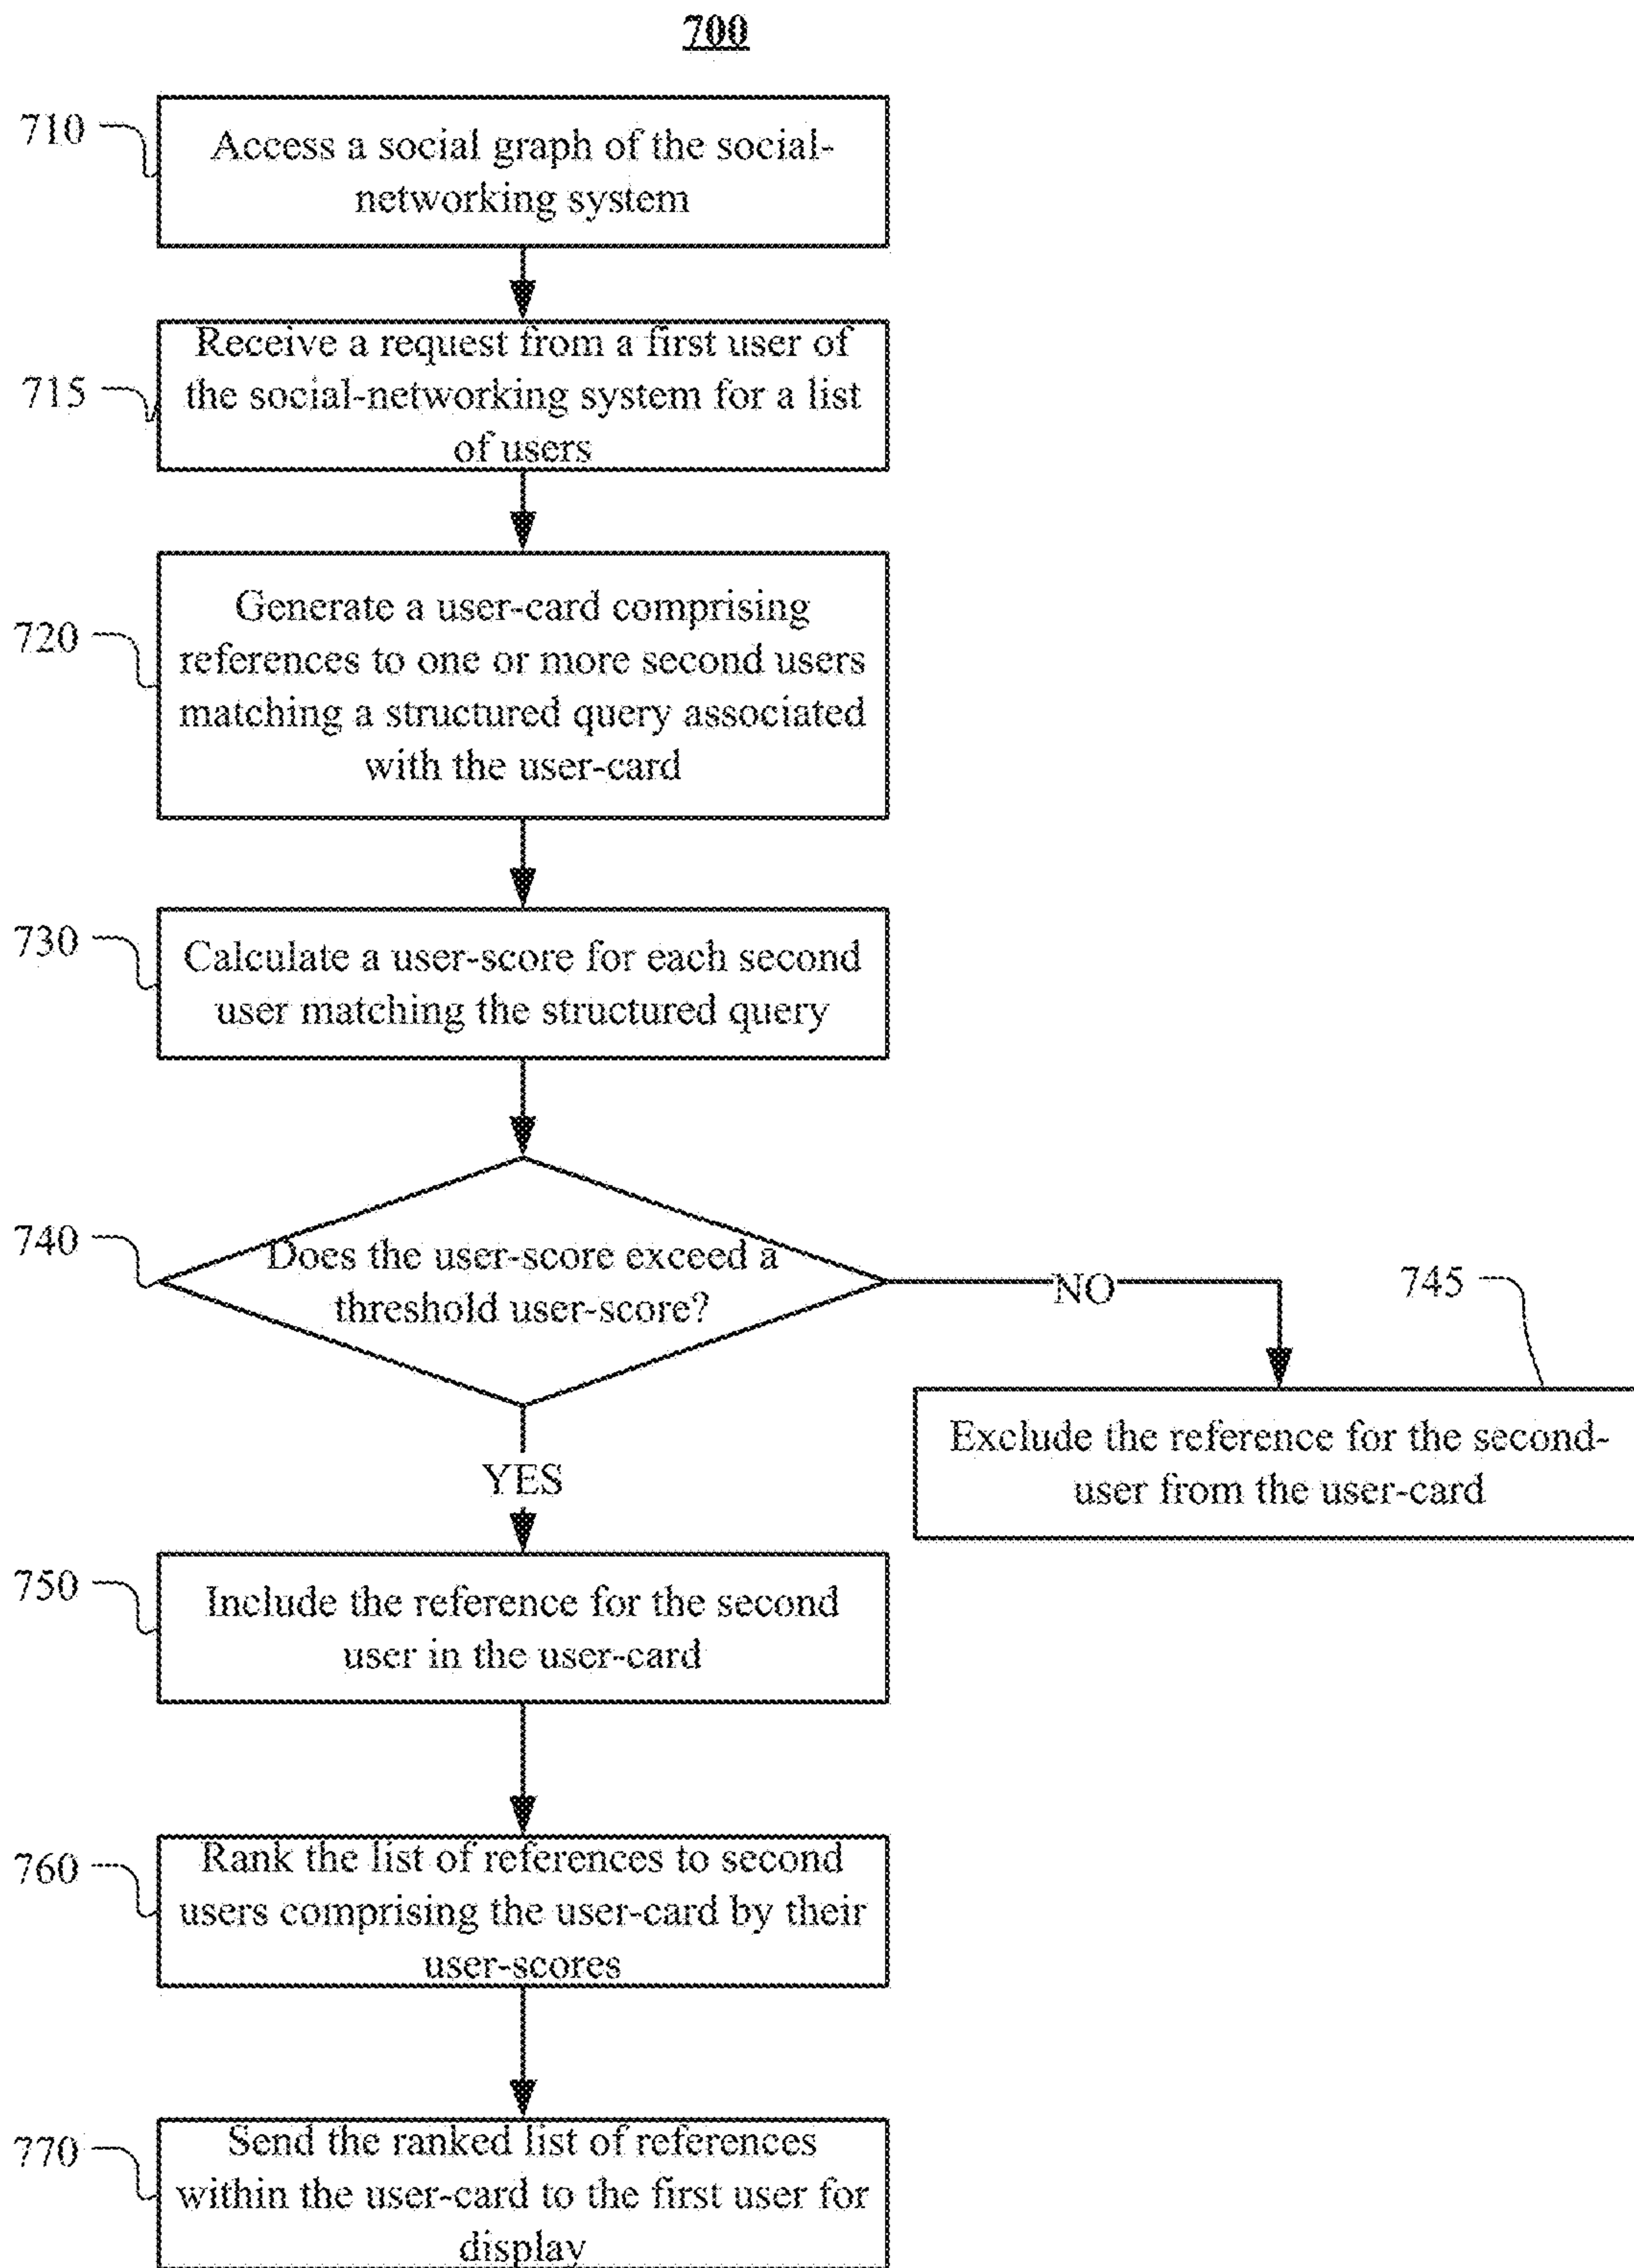 700
710
Access a social graph of the social-
networking system
715
Receive a request from a first user of
the social-networking system for a list
of users
720
Generate a user-card comprising
references to one or more second users
matching a structured query associated
with the user-card
730
Calculate a user-score for each second
user matching the structured query
740
Does the user-score exceed a
threshold user-score?
NO
745
Exclude the reference for the second-
user from the user-card
YES
750
Include the reference for the second
user in the user-card
760
Rank the list of references to second
users comprising the user-card by their
user-scores
770
Send the ranked list of references
within the user-card to the first user for
display